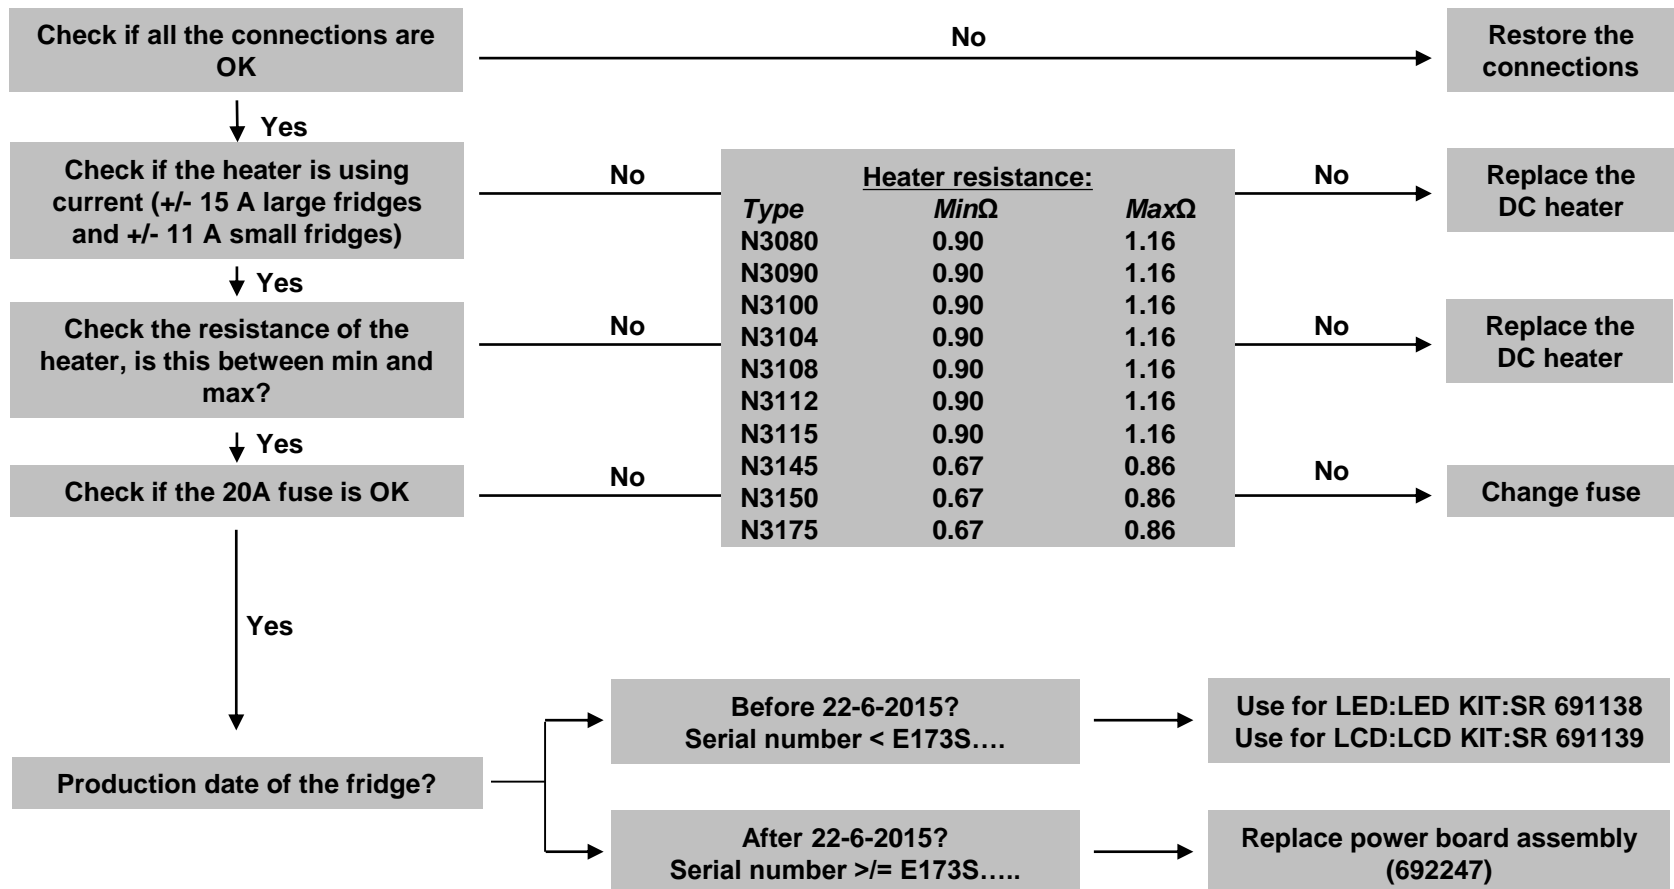 Check if all the connections are
OK
No
Restore the
connections
Yes
Check if the heater is using
current (+/- 15 A large fridges
and +/- 11 A small fridges)
No
Heater resistance:
Type MinΩ MaxΩ
N3080 0.90 1.16
N3090 0.90 1.16
N3100 0.90 1.16
N3104 0.90 1.16
N3108 0.90 1.16
N3112 0.90 1.16
N3115 0.90 1.16
N3145 0.67 0.86
N3150 0.67 0.86
N3175 0.67 0.86
No
Replace the
DC heater
Yes
Check the resistance of the
heater, is this between min and
max?
No
No
Replace the
DC heater
Yes
Check if the 20A fuse is OK
No
No
Change fuse
Yes
Production date of the fridge?
Before 22-6-2015?
Serial number < E173S....
Use for LED:LED KIT:SR 691138
Use for LCD:LCD KIT:SR 691139
After 22-6-2015?
Serial number >/= E173S.....
Replace power board assembly
(692247)